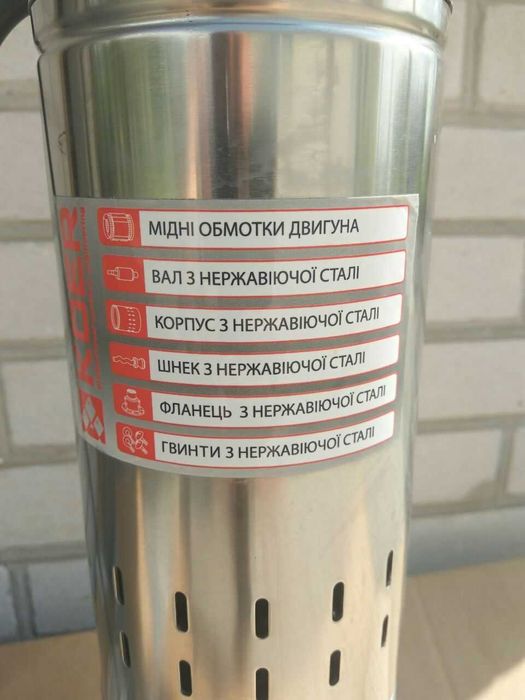 KOER
МІДНІ ОБМОТКИ ДВИГУНА
ВАЛ З НЕРЖАВІЮЧОЇ СТАЛІ
КОРПУС З НЕРЖАВІЮЧОЇ СТАЛІ
ШНЕК З НЕРЖАВІЮЧОЇ СТАЛІ
ФЛАНЕЦЬ З НЕРЖАВІЮЧОЇ СТАЛІ
ГВИНТИ З НЕРЖАВІЮЧОЇ СТАЛІ